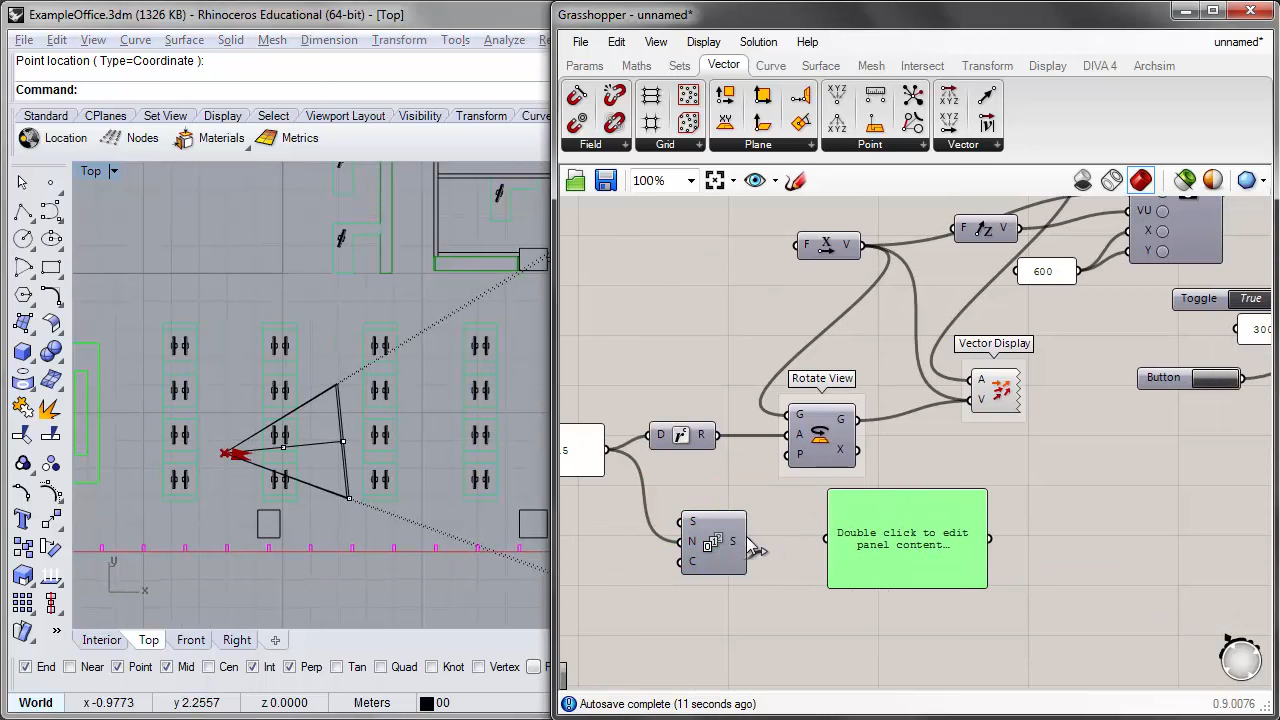 ExampleOffice.3dm (1326 KB) - Rhinoceros Educational (64-bit) - [Top]
File Edit View Curve Surface Solid Mesh Dimension Transform Tools Analyze
Point location ( Type=Coordinate ):
Command:
Standard CPlanes Set View Display Select Viewport Layout Visibility Transform
Location Nodes Materials Metrics
Top
y
x
Interior Top Front Right
End Near Point Mid Cen Int Perp Tan Quad Knot Vertex
World x -0.9773 y 2.2557 z 0.0000 Meters 00
Grasshopper - unnamed*
File Edit View Display Solution Help unnamed*
Params Maths Sets Vector Curve Surface Mesh Intersect Transform Display DIVA 4 Archsim
Field Grid Plane Point Vector
100%
F X V
F Z V
VU
X
Y
600
Toggle True
300
Button
Vector Display
A
V
Rotate View
G G
A
P X
D r R
S
N S
C
Double click to edit
panel content...
Autosave complete (11 seconds ago) 0.9.0076